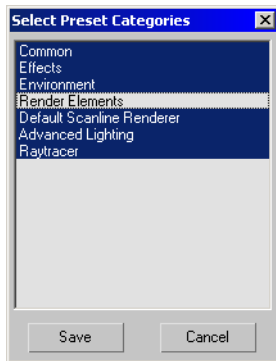 Select Preset Categories
Common
Effects
Environment
Render Elements
Default Scanline Renderer
Advanced Lighting
Raytracer
Save
Cancel